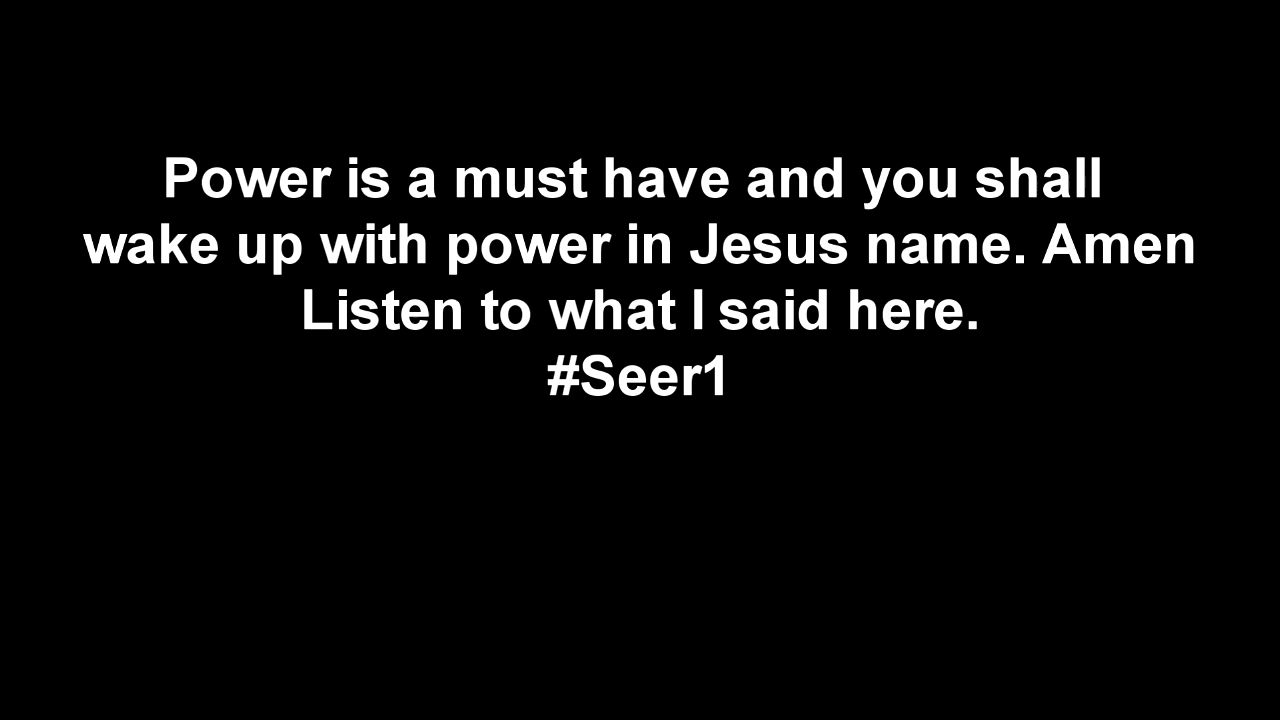 Power is a must have and you shall
wake up with power in Jesus name. Amen
Listen to what I said here.
#Seer1